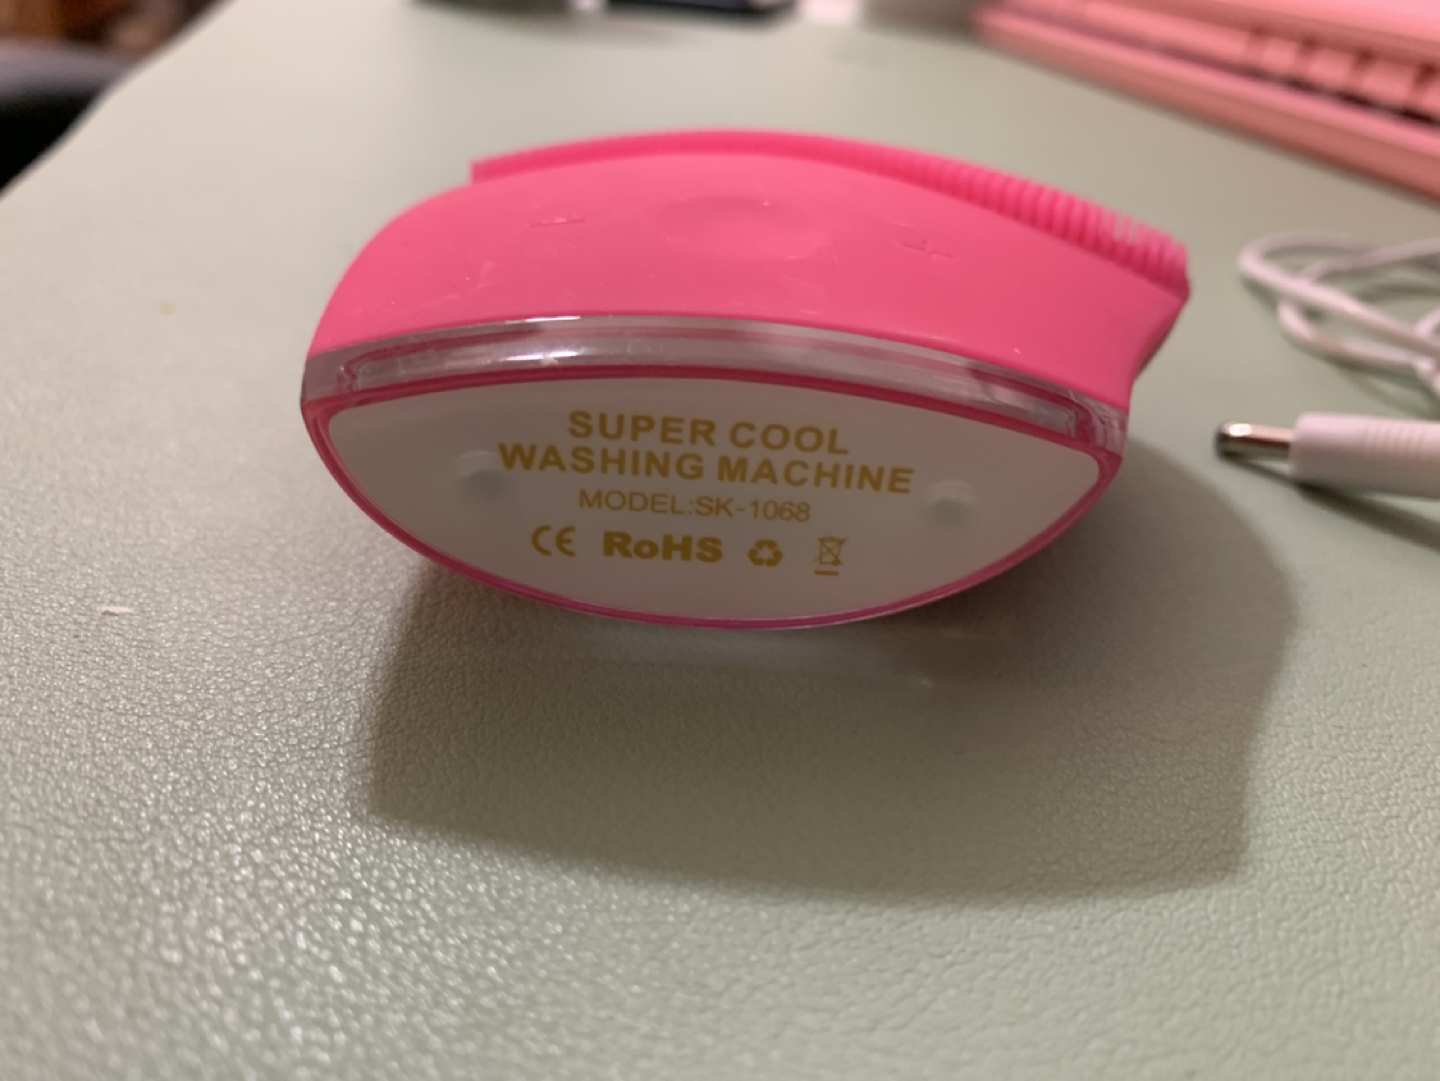 SUPER COOL
WASHING MACHINE
MODEL:SK-1068
CE RoHS